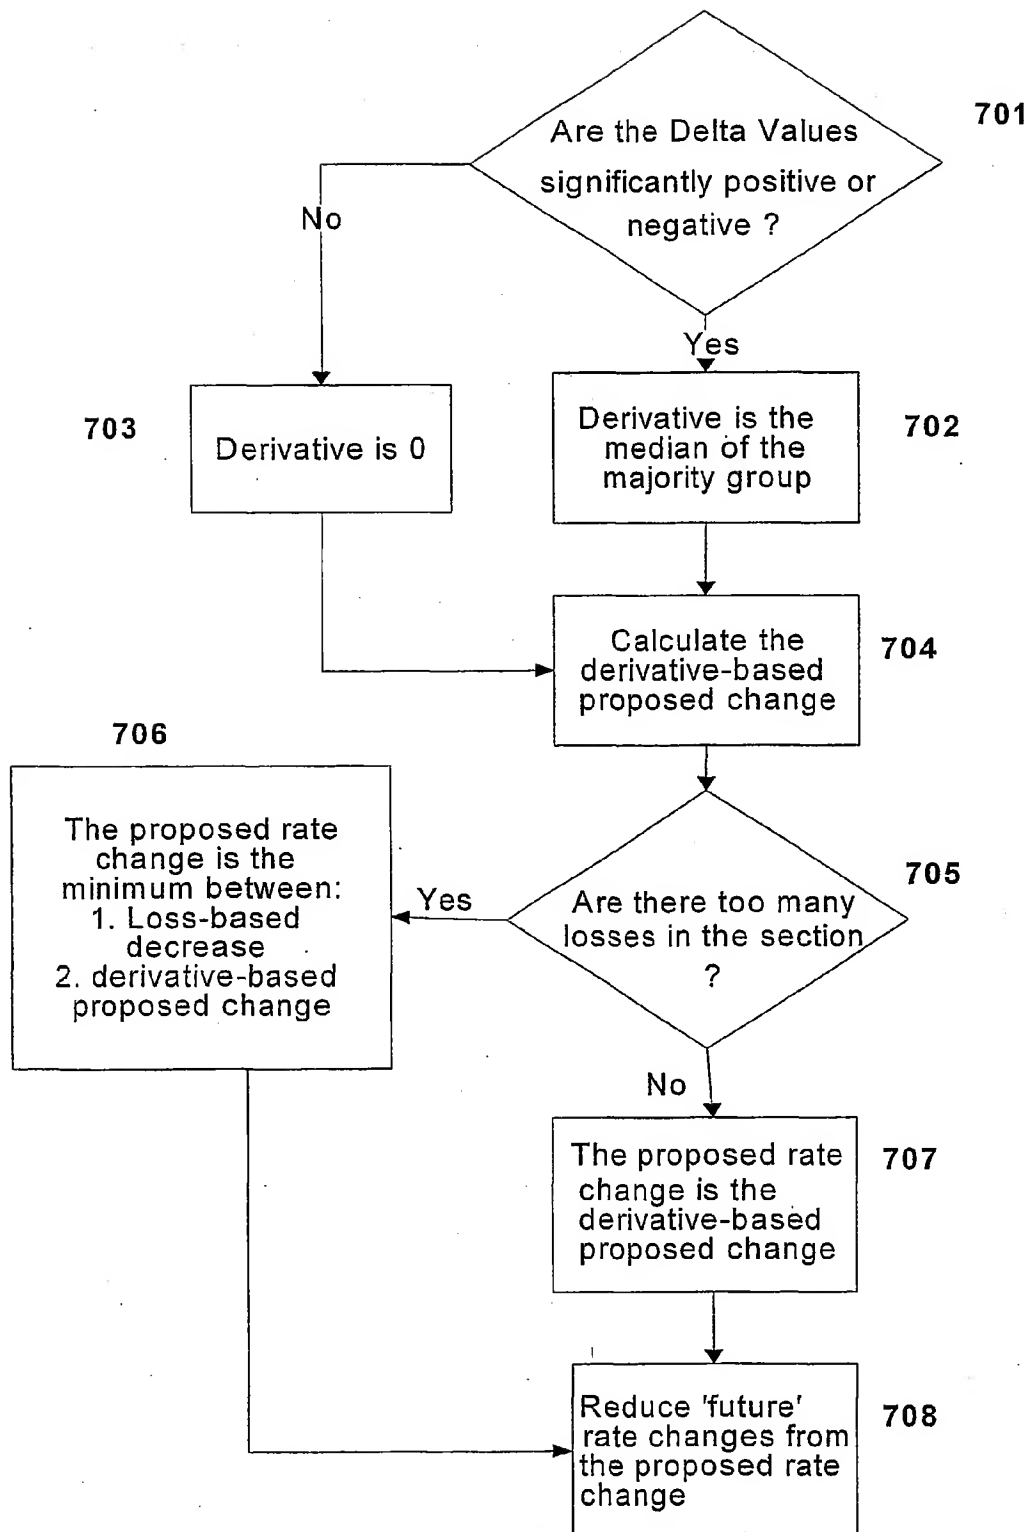 701
Are the Delta Values
significantly positive or
negative ?
No
Yes
703
Derivative is 0
Derivative is the
median of the
majority group
702
Calculate the
derivative-based
proposed change
704
706
The proposed rate
change is the
minimum between:
1. Loss-based
decrease
2. derivative-based
proposed change
Yes
Are there too many
losses in the section
?
705
No
The proposed rate
change is the
derivative-based
proposed change
707
Reduce 'future'
rate changes from
the proposed rate
change
708